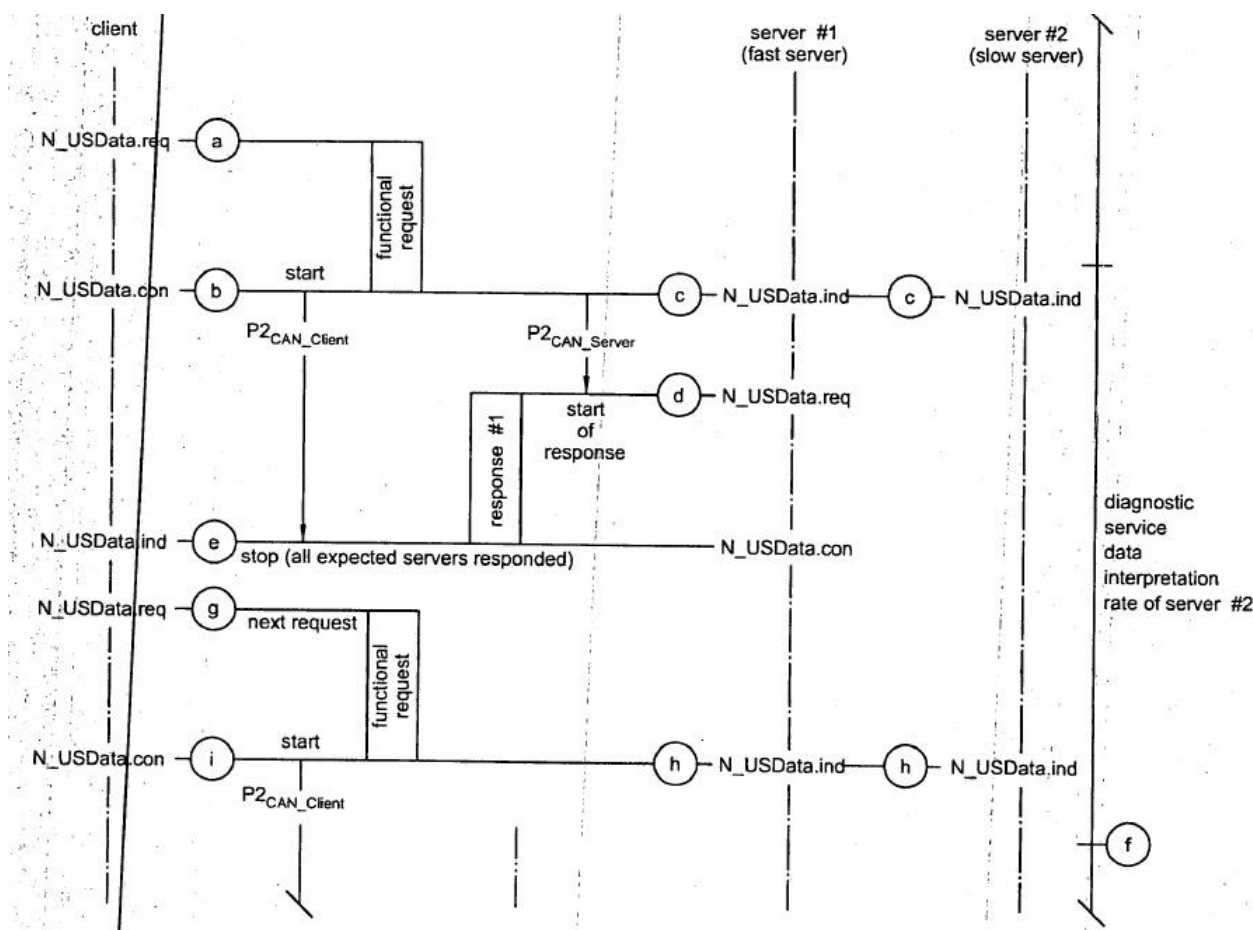 client
server #1
(fast server)
server #2
(slow server)
N_USData.req
a
functional
request
N_USData.con
b
start
c
N_USData.ind
c
N_USData.ind
P2CAN_Client
P2CAN_Server
d
N_USData.req
start
of
response
response #1
diagnostic
service
data
interpretation
rate of server #2
N_USData.ind
e
stop (all expected servers responded)
N_USData.con
N_USData.req
g
next request
functional
request
N_USData.con
i
start
h
N_USData.ind
h
N_USData.ind
P2CAN_Client
f